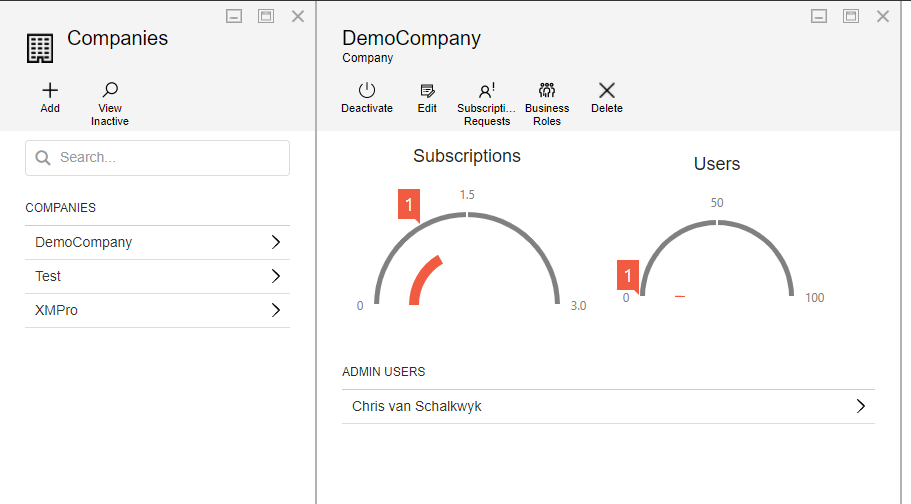 Companies
Add
View
Inactive
Search...
COMPANIES
DemoCompany
Test
XMPro
DemoCompany
Company
Deactivate
Edit
Subscripti...
Requests
Business
Roles
Delete
Subscriptions
1
1.5
0
3.0
Users
50
1
0
100
ADMIN USERS
Chris van Schalkwyk